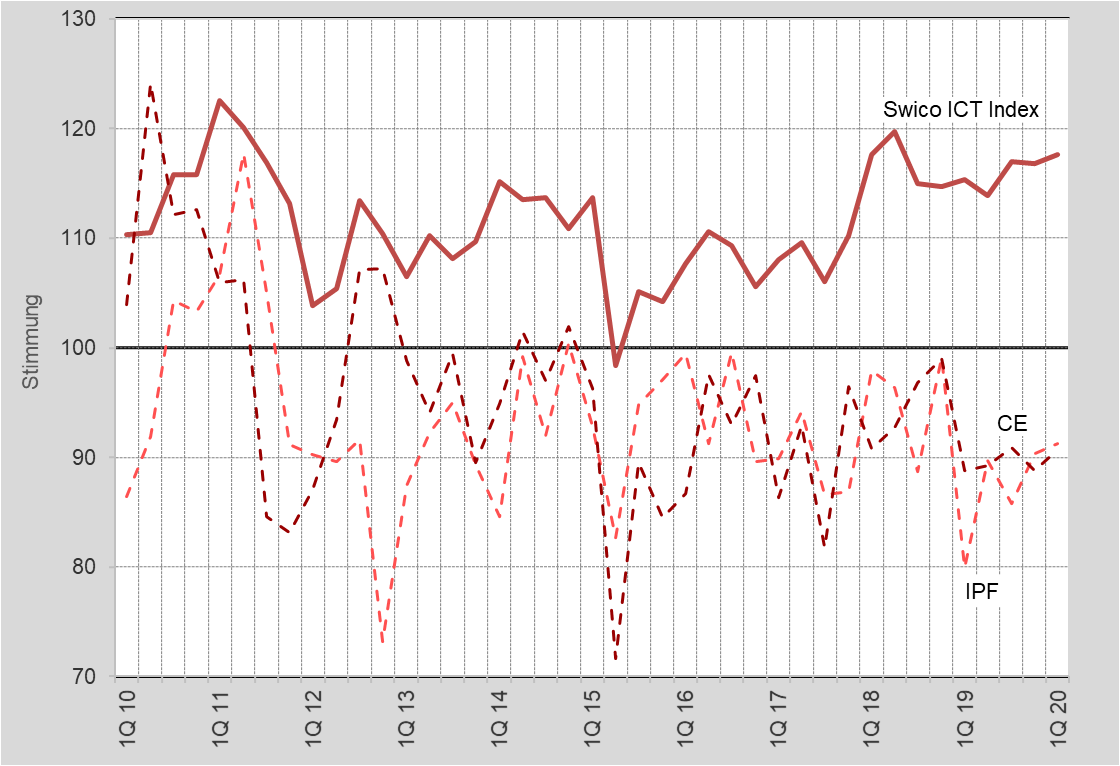 130
120
110
100
90
80
70
Stimmung
Swico ICT Index
CE
IPF
1Q 10
1Q 11
1Q 12
1Q 13
1Q 14
1Q 15
1Q 16
1Q 17
1Q 18
1Q 19
1Q 20